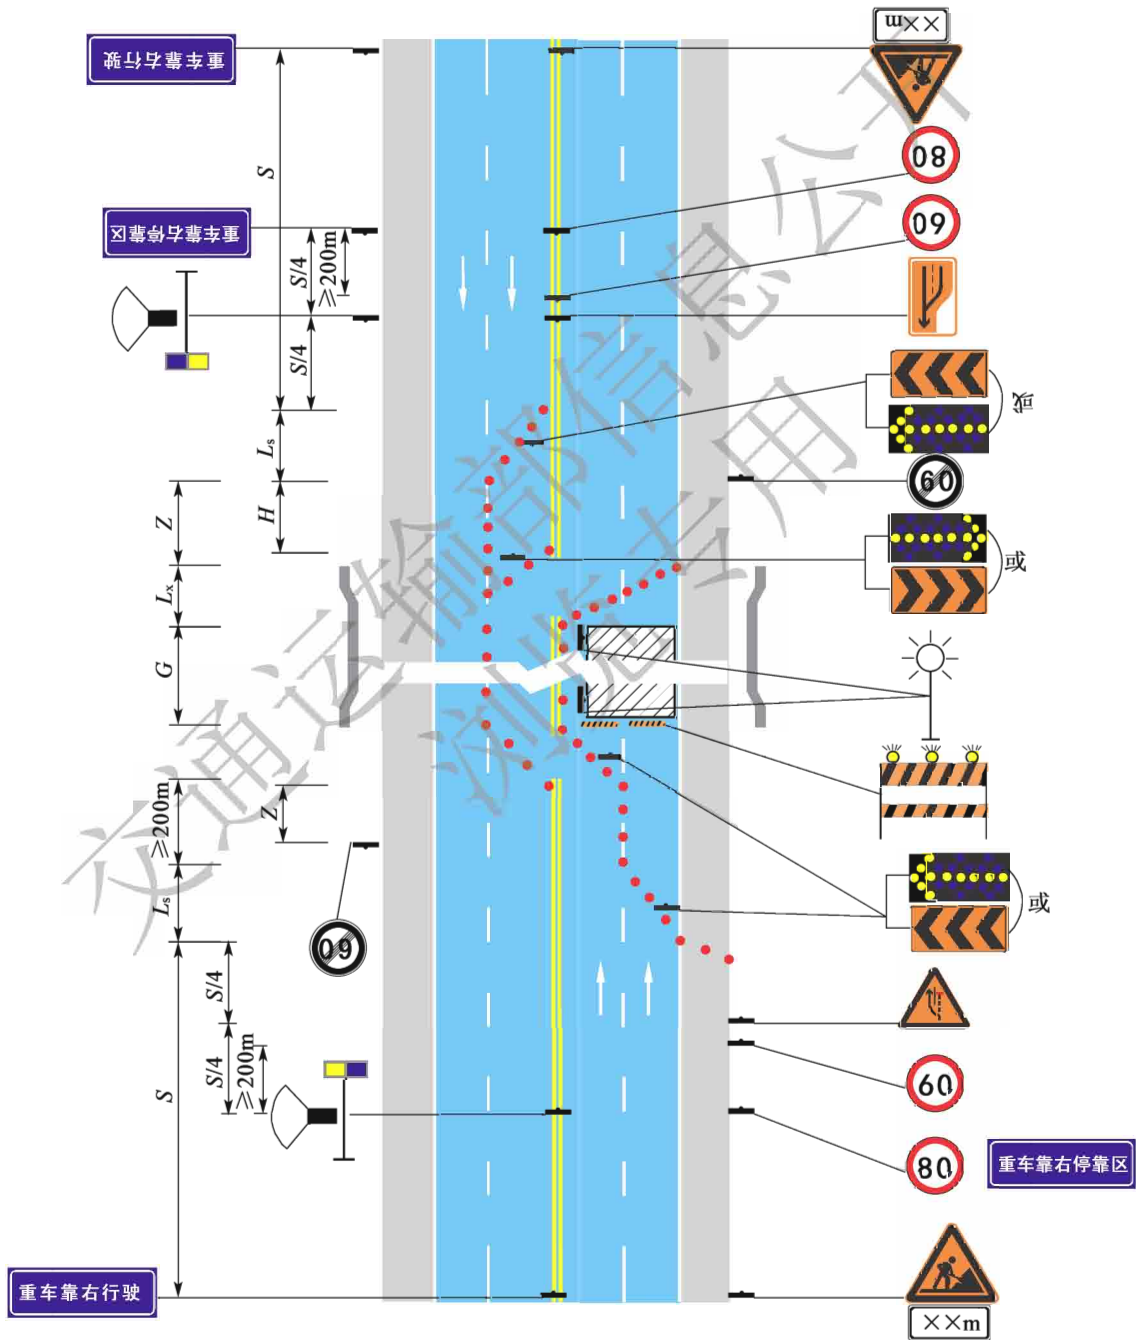 ××m
重车靠右行驶
S
80
重车靠右停靠区
60
S/4
≥200m
S/4
或
Ls
60
Z
H
或
Lx
G
≥200m
Z
Ls
或
60
S/4
S
S/4
≥200m
60
80
重车靠右停靠区
重车靠右行驶
××m
交通运输部信息公开
浏览专用